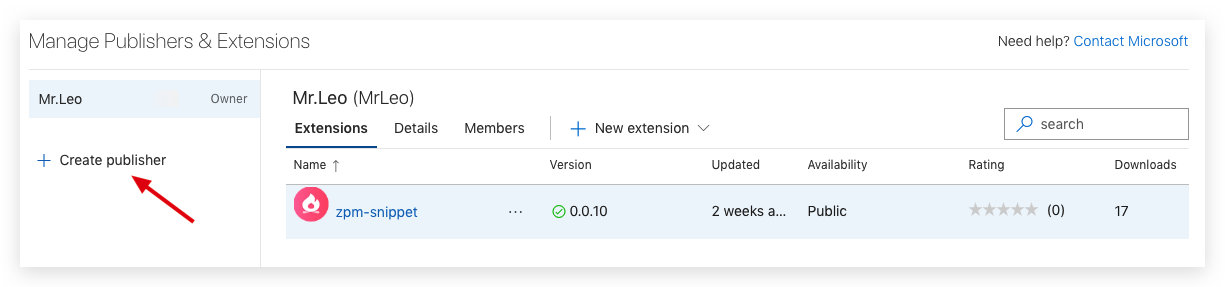 Manage Publishers & Extensions
Need help? Contact Microsoft
Mr.Leo Owner
Create publisher
Mr.Leo (MrLeo)
Extensions Details Members New extension
search
Name ↑ Version Updated Availability Rating Downloads
zpm-snippet ... 0.0.10 2 weeks a... Public (0) 17